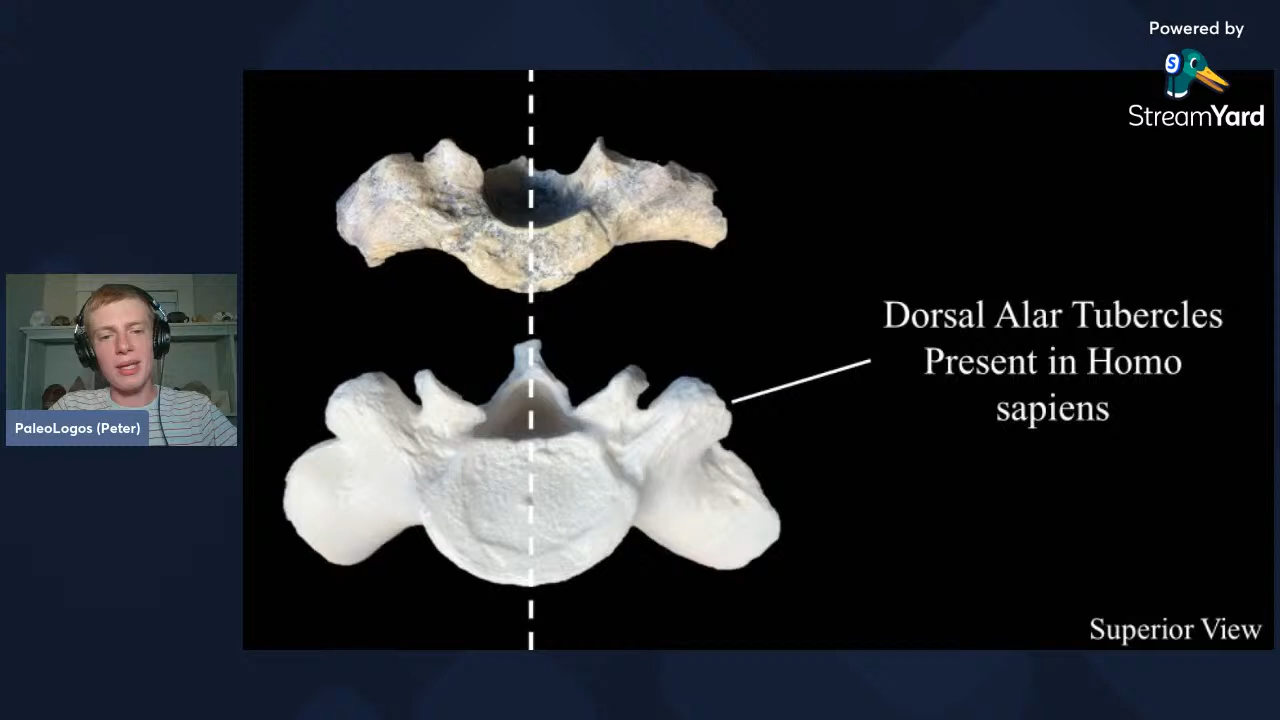 Powered by
S
StreamYard
Dorsal Alar Tubercles
Present in Homo
sapiens
PaleoLogos (Peter)
Superior View